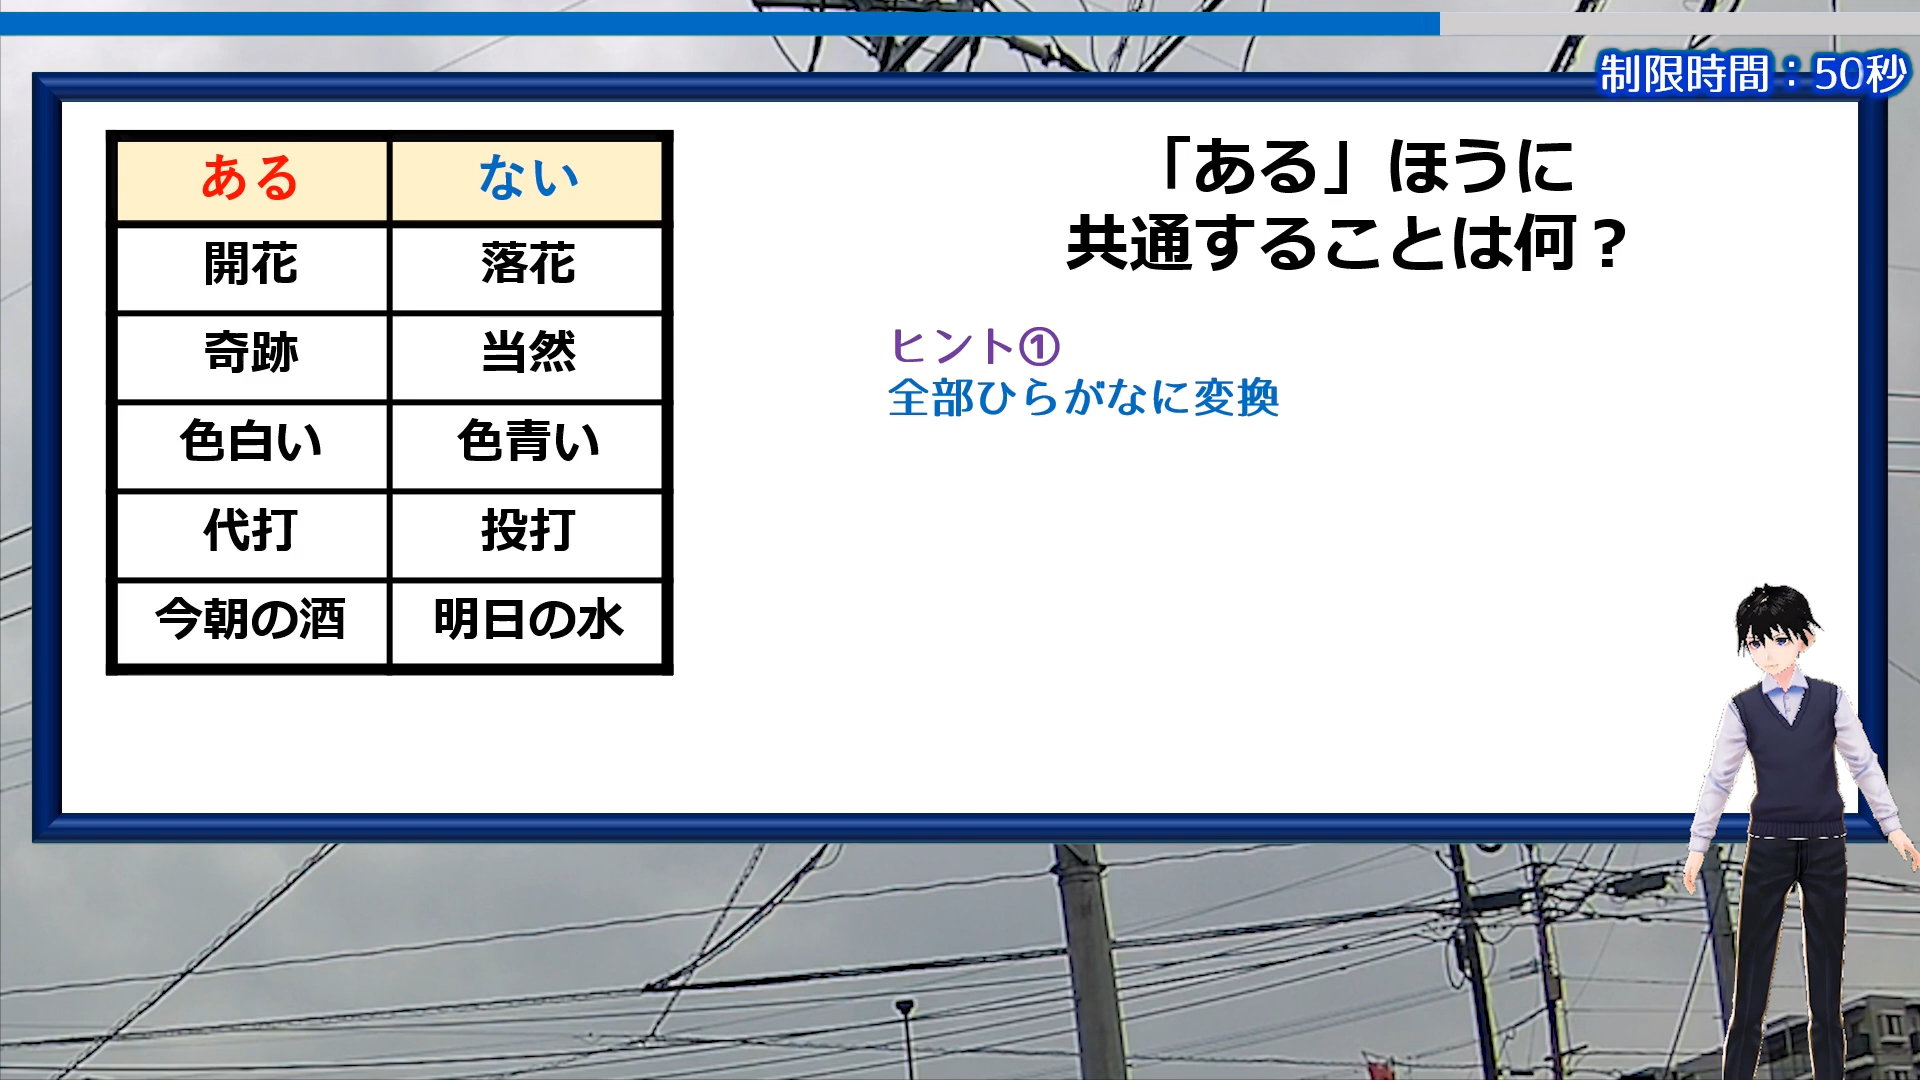 制限時間：50秒
「ある」ほうに
共通することは何？
ある ない
開花 落花
奇跡 当然
色白い 色青い
代打 投打
今朝の酒 明日の水
ヒント①
全部ひらがなに変換